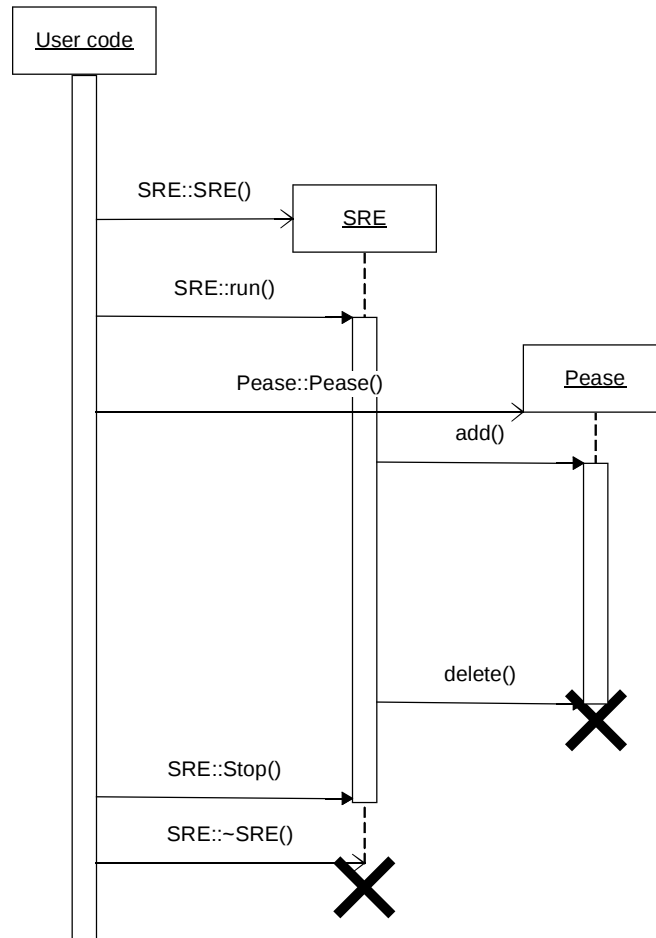 User code
SRE::SRE()
SRE
SRE::run()
Pease::Pease()
Pease
add()
delete()
SRE::Stop()
SRE::~SRE()